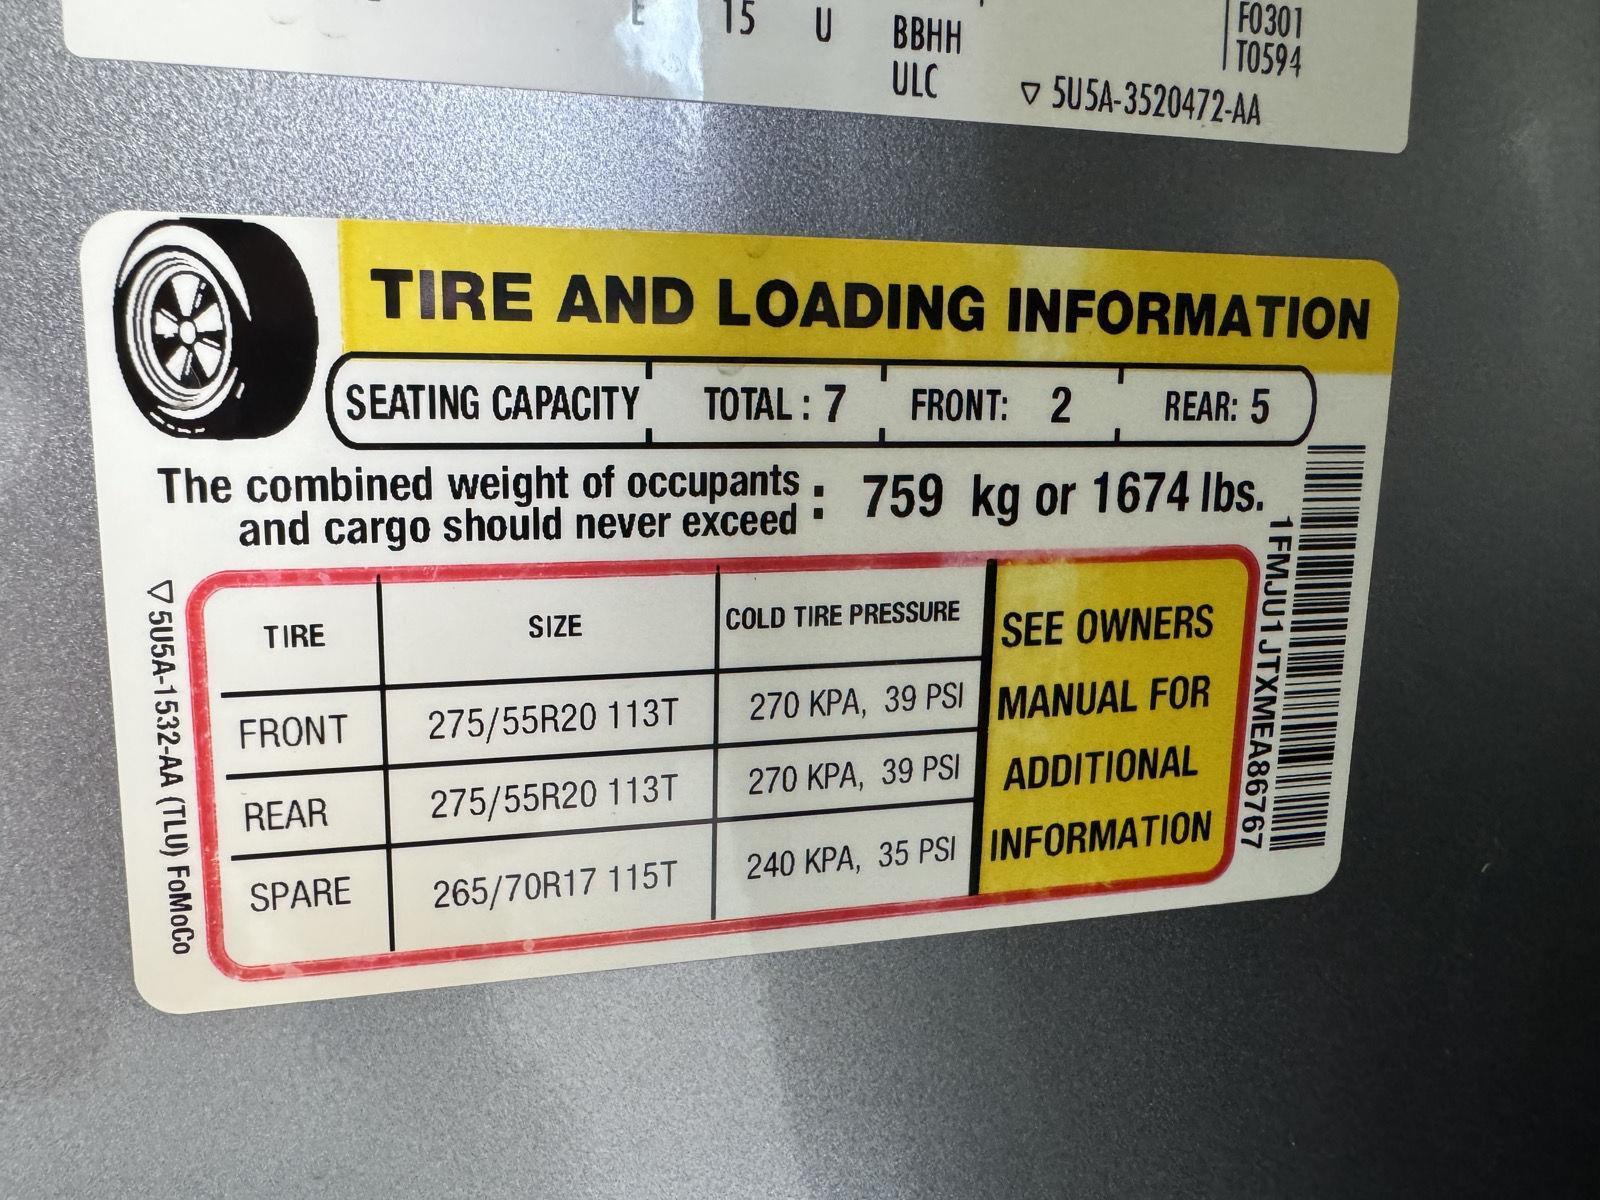 E 15 U BBHH F0301
ULC T0594
▽ 5U5A-3520472-AA
TIRE AND LOADING INFORMATION
SEATING CAPACITY TOTAL : 7 FRONT: 2 REAR: 5
The combined weight of occupants
and cargo should never exceed : 759 kg or 1674 lbs.
TIRE SIZE COLD TIRE PRESSURE
FRONT 275/55R20 113T 270 KPA, 39 PSI
REAR 275/55R20 113T 270 KPA, 39 PSI
SPARE 265/70R17 115T 240 KPA, 35 PSI
SEE OWNERS
MANUAL FOR
ADDITIONAL
INFORMATION
▽ 5U5A-1532-AA (TLU) FoMoCo
1FMJU1JTXMEA86767